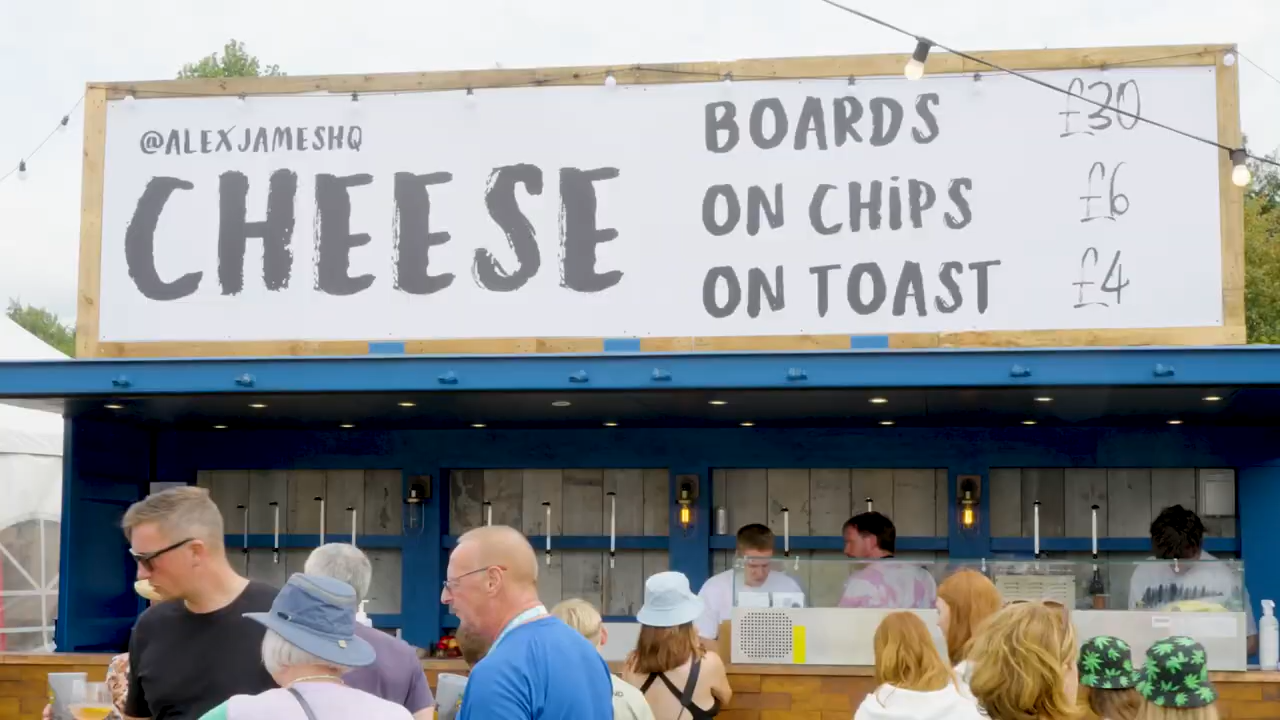 @ALEXJAMESHQ
CHEESE
BOARDS £30
ON CHiPS £6
ON TOAST £4